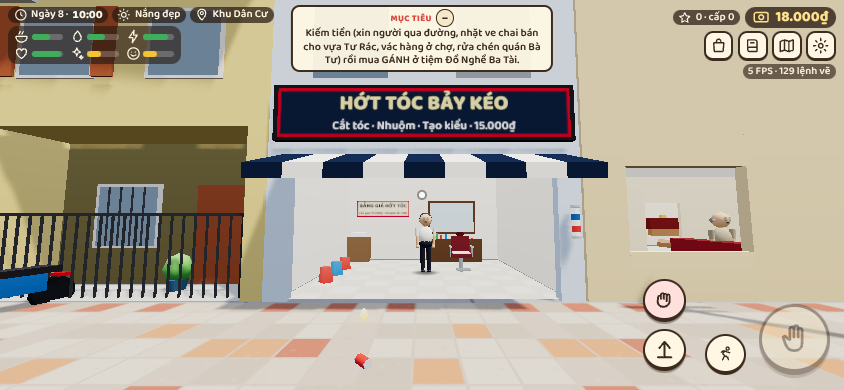 Ngày 8 · 10:00
Nắng đẹp
Khu Dân Cư
MỤC TIÊU
Kiếm tiền (xin người qua đường, nhặt ve chai bán
cho vựa Tư Rác, vác hàng ở chợ, rửa chén quán Bà
Tư) rồi mua GÁNH ở tiệm Đồ Nghề Ba Tài.
0 · cấp 0
18.000₫
5 FPS · 129 lệnh vẽ
HỚT TÓC BẢY KÉO
Cắt tóc · Nhuộm · Tạo kiểu · 15.000₫
BẢNG GIÁ HỚT TÓC